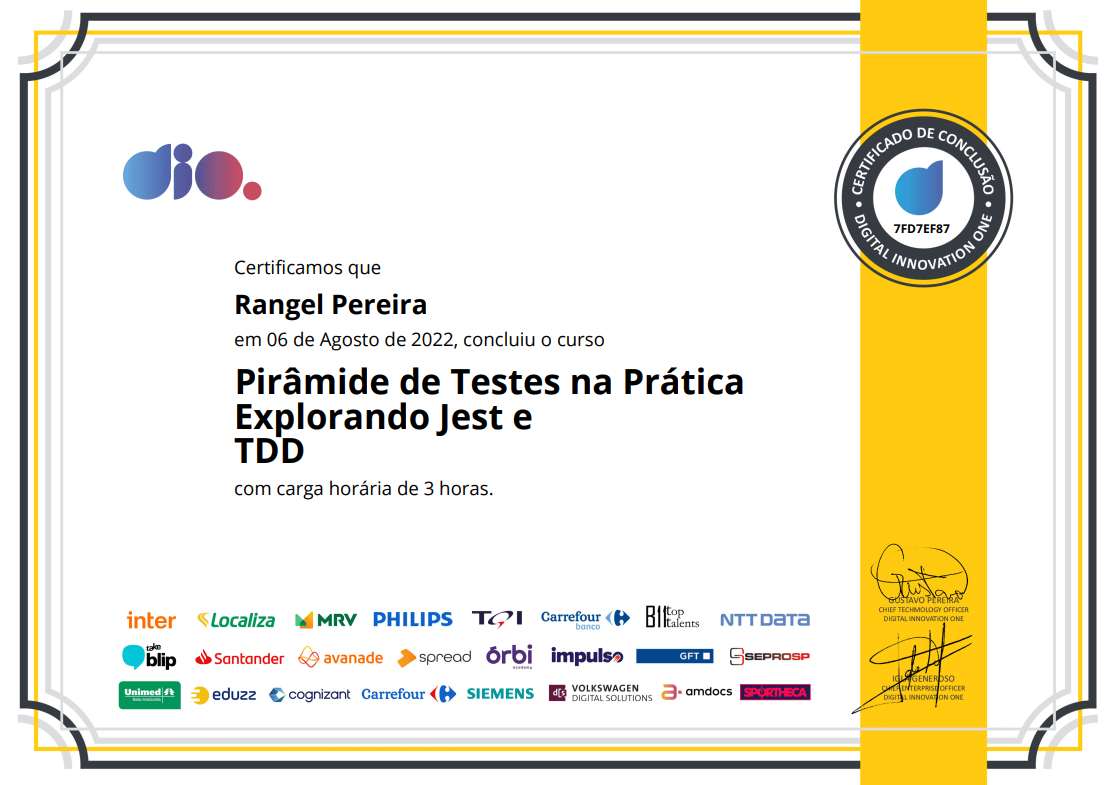 dio.
CERTIFICADO DE CONCLUSÃO
7FD7EF87
DIGITAL INNOVATION ONE
Certificamos que
Rangel Pereira
em 06 de Agosto de 2022, concluiu o curso
Pirâmide de Testes na Prática
Explorando Jest e
TDD
com carga horária de 3 horas.
GUSTAVO PEREIRA
CHIEF TECHNOLOGY OFFICER
DIGITAL INNOVATION ONE
IGLÁ GENEROSO
CHIEF ENTERPRISE OFFICER
DIGITAL INNOVATION ONE
inter Localiza MRV PHILIPS TQI Carrefour banco BII top talents NTT DATA
take blip Santander avanade spread órbi academy impulso GFT SEPROSP
Unimed eduzz cognizant Carrefour SIEMENS dfs VOLKSWAGEN DIGITAL SOLUTIONS amdocs SPORTHECA